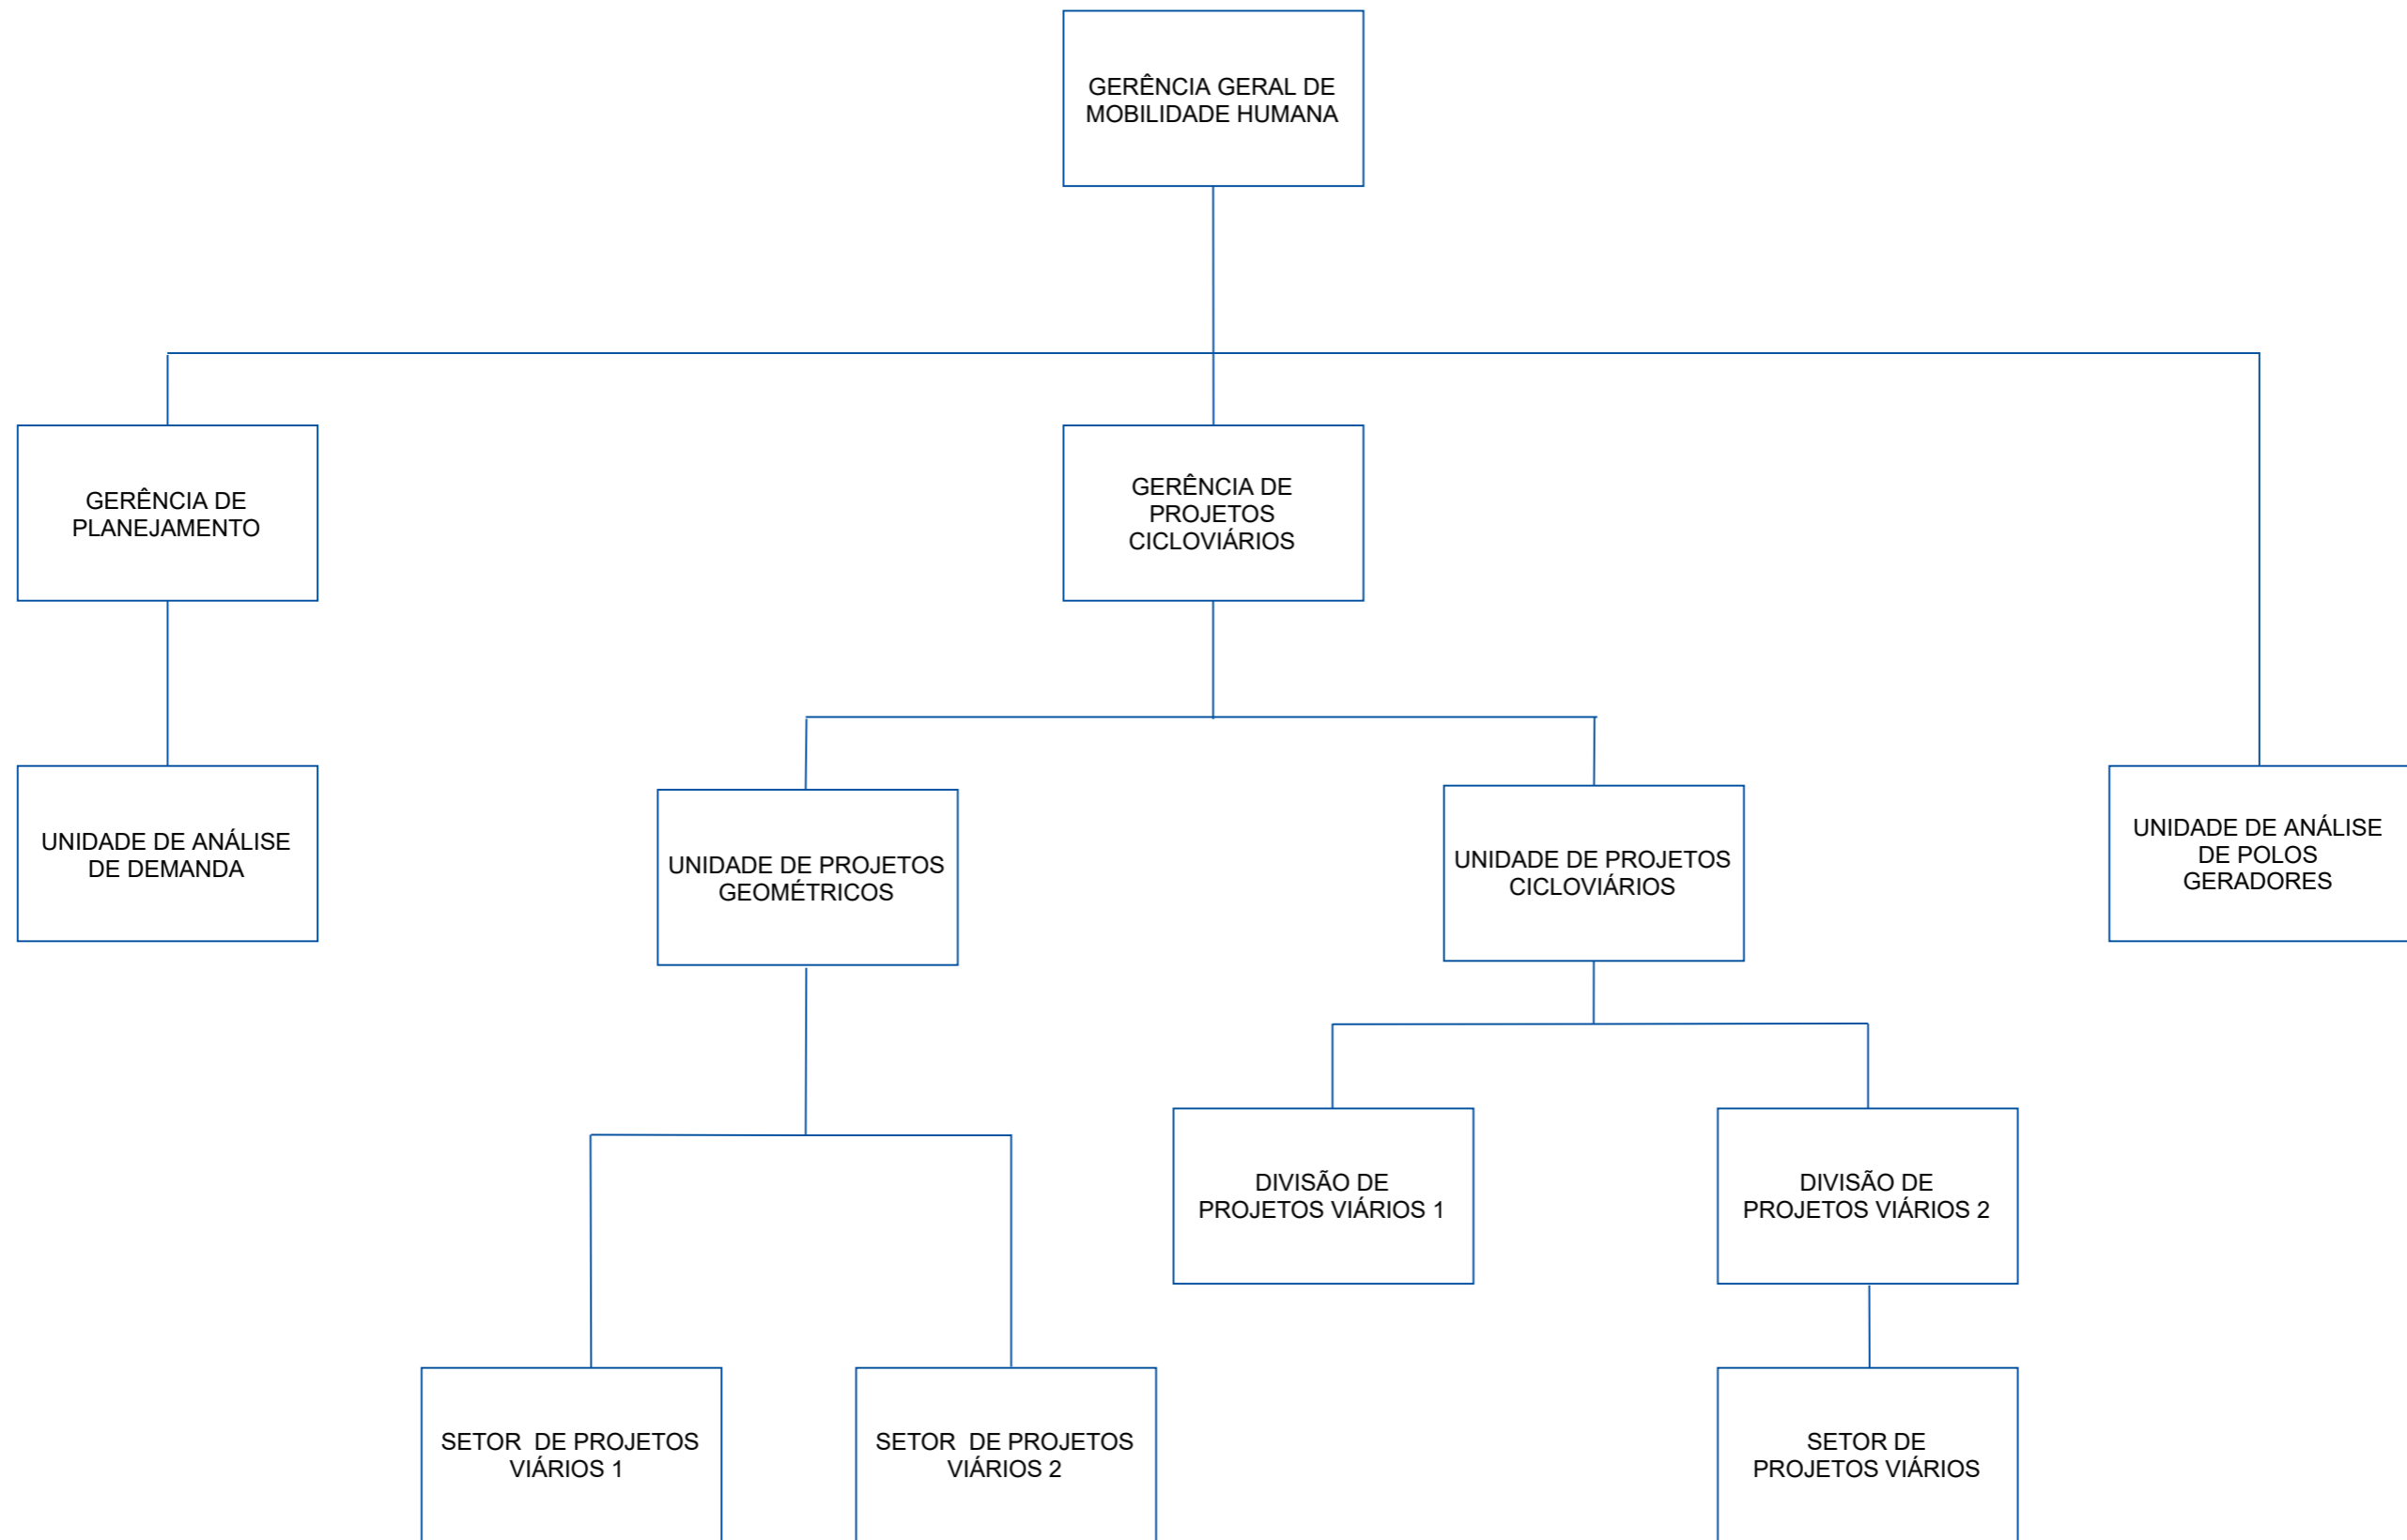 GERÊNCIA GERAL DE
MOBILIDADE HUMANA
GERÊNCIA DE
PLANEJAMENTO
GERÊNCIA DE
PROJETOS
CICLOVIÁRIOS
UNIDADE DE ANÁLISE
DE DEMANDA
UNIDADE DE PROJETOS
GEOMÉTRICOS
UNIDADE DE PROJETOS
CICLOVIÁRIOS
UNIDADE DE ANÁLISE
DE POLOS
GERADORES
DIVISÃO DE
PROJETOS VIÁRIOS 1
DIVISÃO DE
PROJETOS VIÁRIOS 2
SETOR  DE PROJETOS
VIÁRIOS 1
SETOR  DE PROJETOS
VIÁRIOS 2
SETOR DE
PROJETOS VIÁRIOS